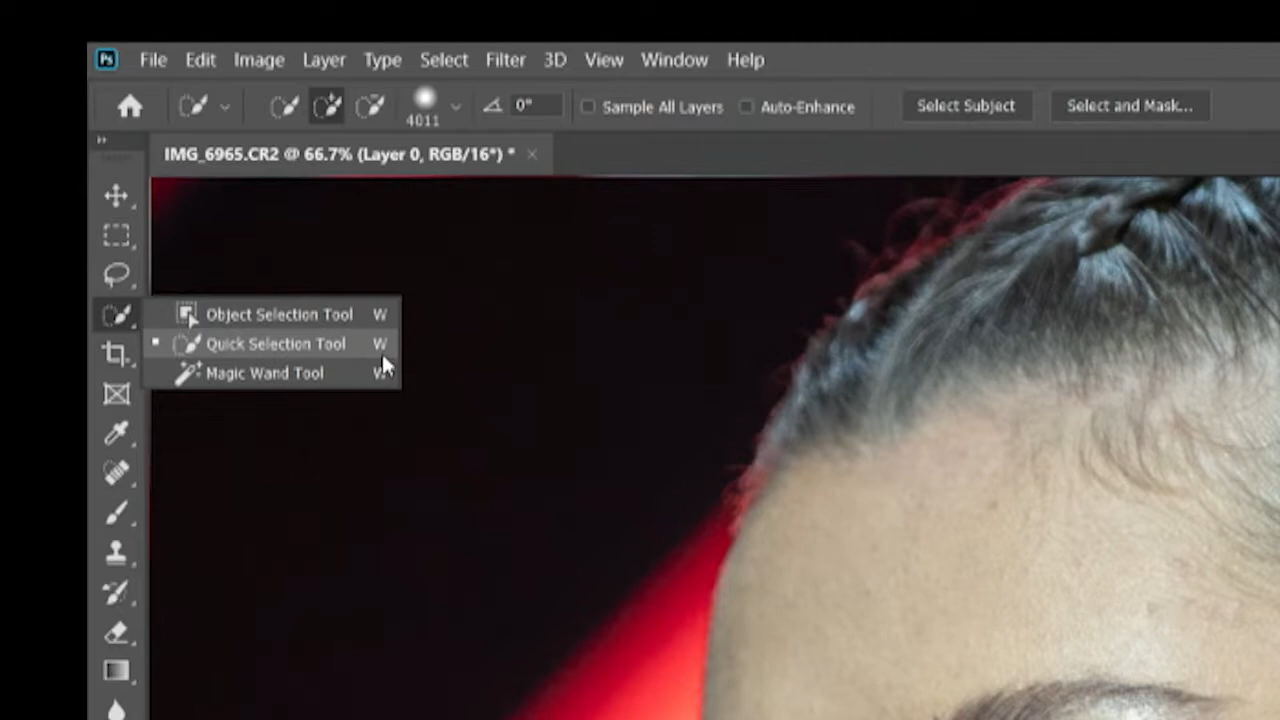 Ps File Edit Image Layer Type Select Filter 3D View Window Help
4011 0° Sample All Layers Auto-Enhance Select Subject Select and Mask...
IMG_6965.CR2 @ 66.7% (Layer 0, RGB/16*) * ×
Object Selection Tool W
Quick Selection Tool W
Magic Wand Tool W